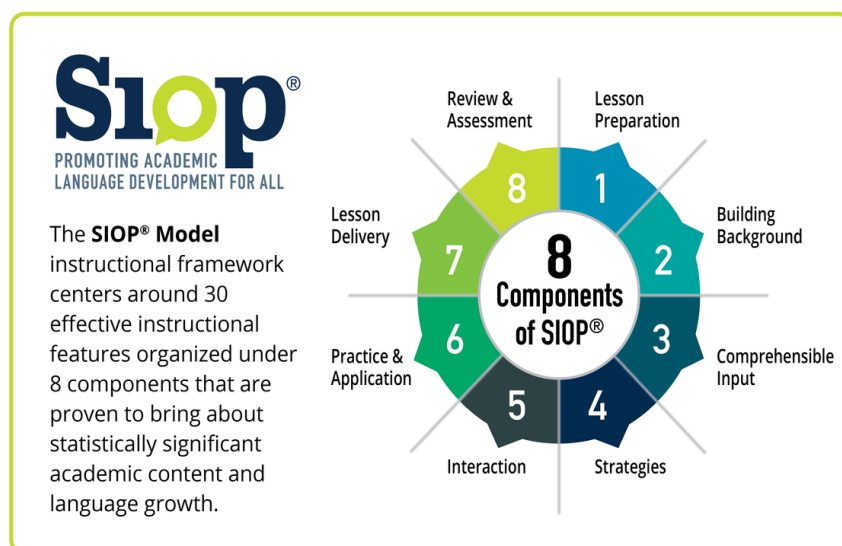 Siop®
PROMOTING ACADEMIC
LANGUAGE DEVELOPMENT FOR ALL
The SIOP® Model
instructional framework
centers around 30
effective instructional
features organized under
8 components that are
proven to bring about
statistically significant
academic content and
language growth.
8
Components
of SIOP®
1
Lesson
Preparation
2
Building
Background
3
Comprehensible
Input
4
Strategies
5
Interaction
6
Practice &
Application
7
Lesson
Delivery
8
Review &
Assessment